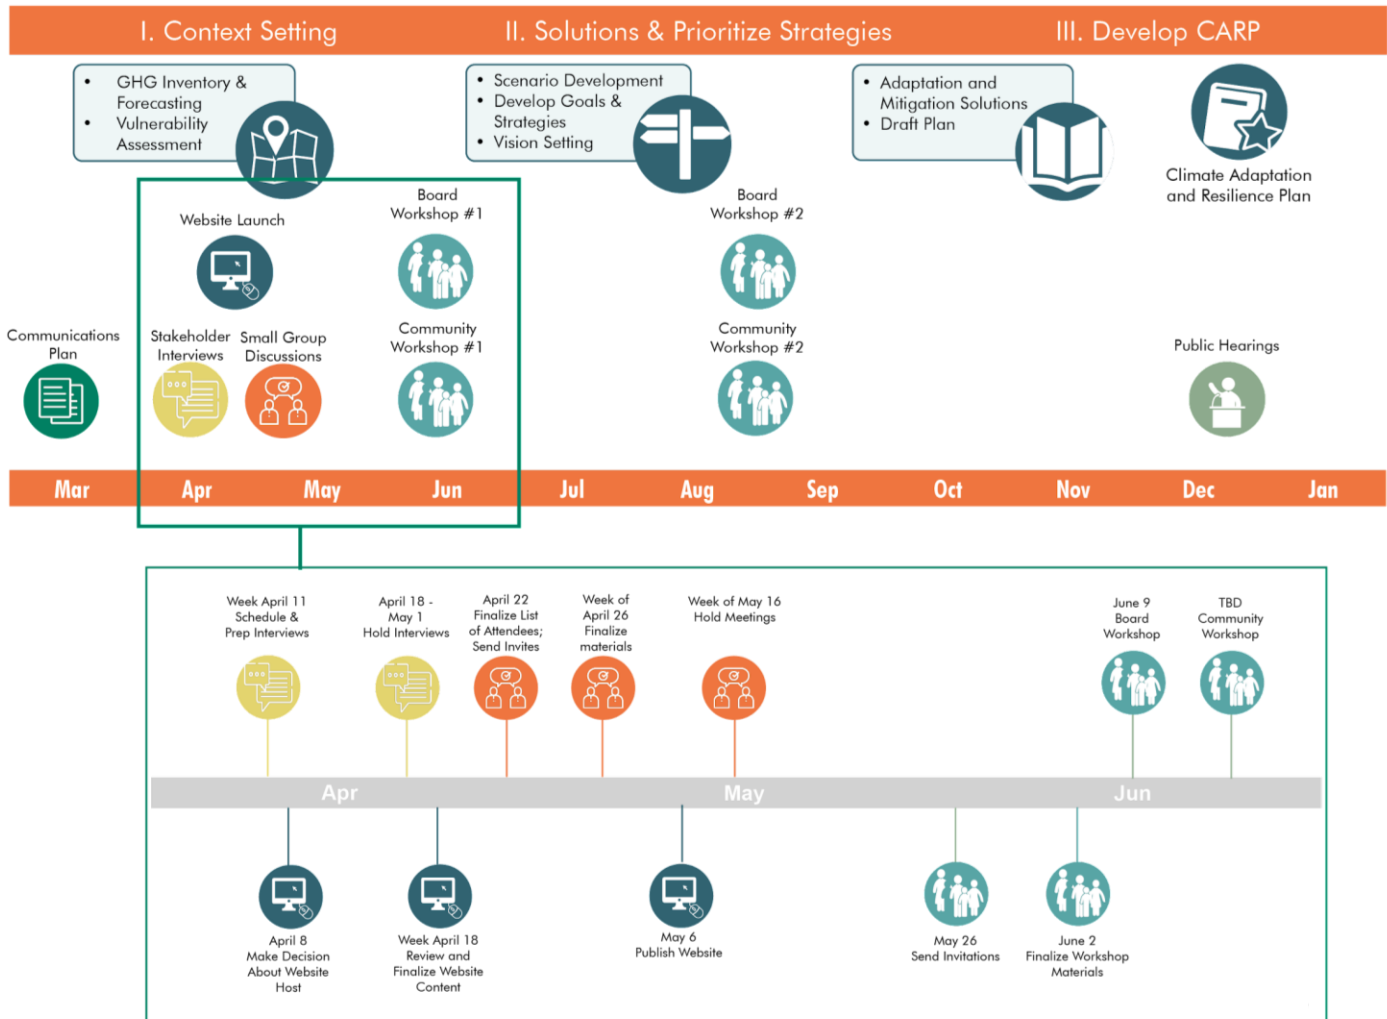 I. Context Setting
II. Solutions & Prioritize Strategies
III. Develop CARP
• GHG Inventory &
Forecasting
• Vulnerability
Assessment
• Scenario Development
• Develop Goals &
Strategies
• Vision Setting
• Adaptation and
Mitigation Solutions
• Draft Plan
Climate Adaptation
and Resilience Plan
Website Launch
Board
Workshop #1
Board
Workshop #2
Communications
Plan
Stakeholder
Interviews
Small Group
Discussions
Community
Workshop #1
Community
Workshop #2
Public Hearings
Mar
Apr
May
Jun
Jul
Aug
Sep
Oct
Nov
Dec
Jan
Week April 11
Schedule &
Prep Interviews
April 18 -
May 1
Hold Interviews
April 22
Finalize List
of Attendees;
Send Invites
Week of
April 26
Finalize
materials
Week of May 16
Hold Meetings
June 9
Board
Workshop
TBD
Community
Workshop
Apr
May
Jun
April 8
Make Decision
About Website
Host
Week April 18
Review and
Finalize Website
Content
May 6
Publish Website
May 26
Send Invitations
June 2
Finalize Workshop
Materials